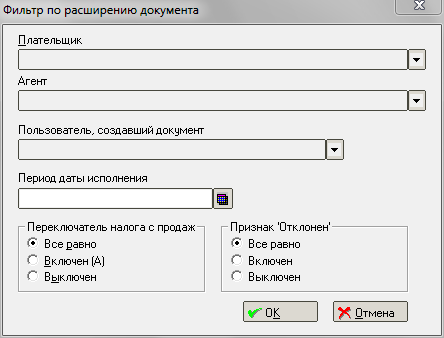 Фильтр по расширению документа
Плательщик
Агент
Пользователь, создавший документ
Период даты исполнения
Переключатель налога с продаж
Все равно
Включен (А)
Выключен
Признак 'Отклонен'
Все равно
Включен
Выключен
OK
Отмена